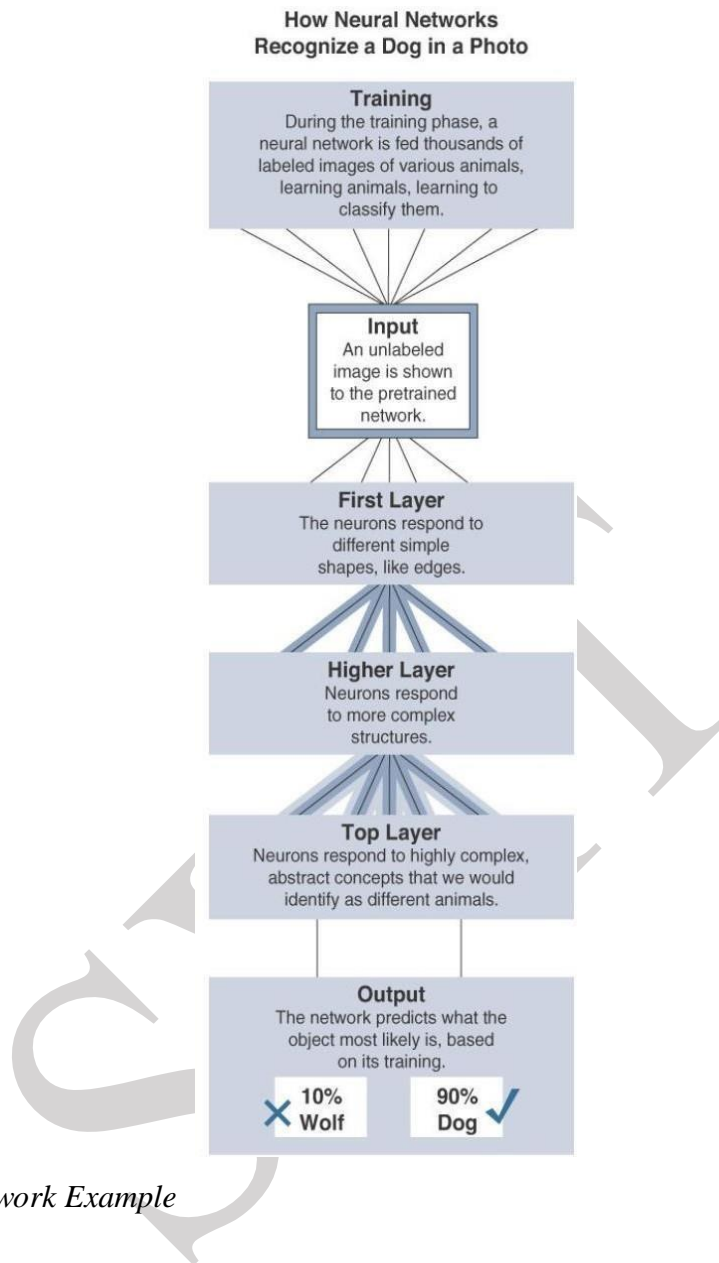 How Neural Networks
Recognize a Dog in a Photo
Training
During the training phase, a
neural network is fed thousands of
labeled images of various animals,
learning animals, learning to
classify them.
Input
An unlabeled
image is shown
to the pretrained
network.
First Layer
The neurons respond to
different simple
shapes, like edges.
Higher Layer
Neurons respond
to more complex
structures.
Top Layer
Neurons respond to highly complex,
abstract concepts that we would
identify as different animals.
Output
The network predicts what the
object most likely is, based
on its training.
10% 90%
Wolf Dog
Example